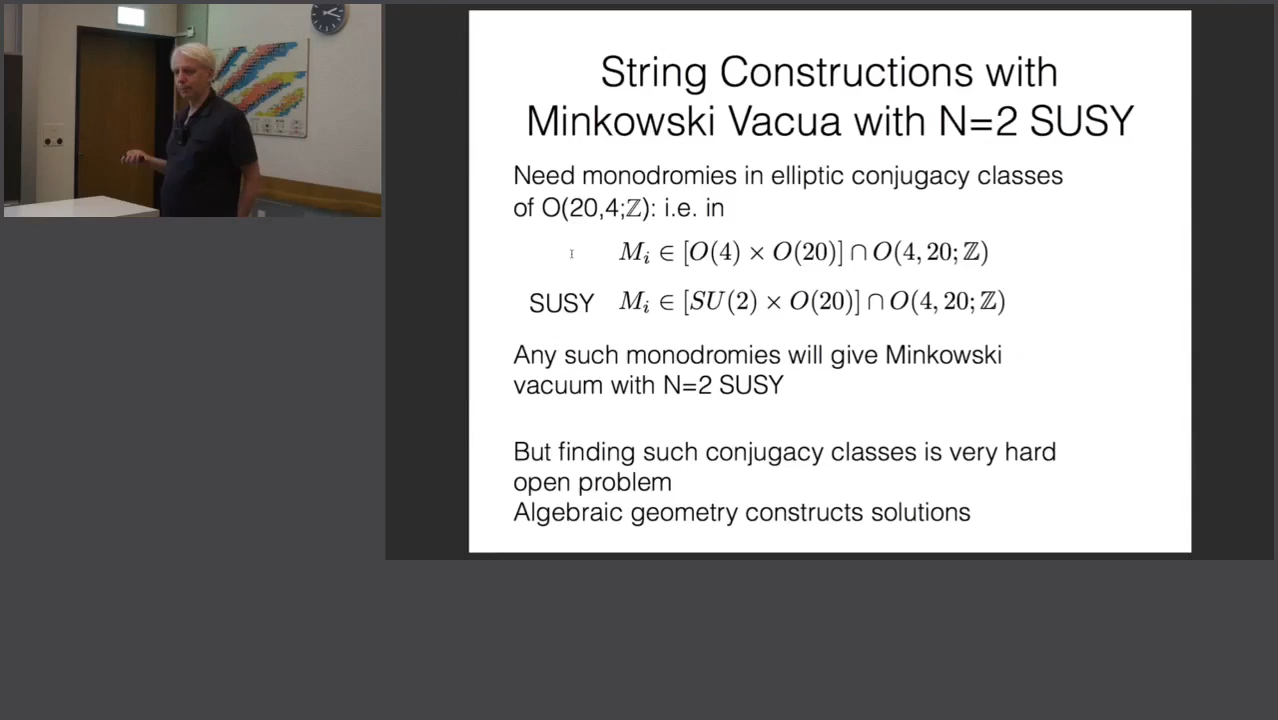 String Constructions with
Minkowski Vacua with N=2 SUSY
Need monodromies in elliptic conjugacy classes
of O(20,4;ℤ): i.e. in
M_i ∈ [O(4) × O(20)] ∩ O(4, 20; ℤ)
SUSY M_i ∈ [SU(2) × O(20)] ∩ O(4, 20; ℤ)
Any such monodromies will give Minkowski
vacuum with N=2 SUSY
But finding such conjugacy classes is very hard
open problem
Algebraic geometry constructs solutions